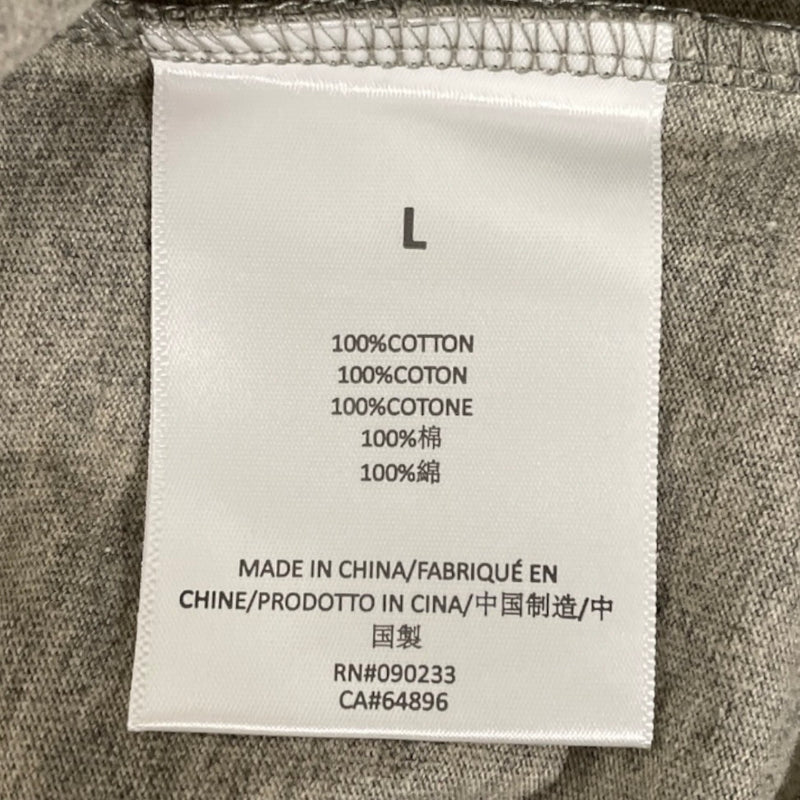 L
100%COTTON
100%COTON
100%COTONE
100%棉
100%綿
MADE IN CHINA/FABRIQUÉ EN
CHINE/PRODOTTO IN CINA/中国制造/中
国製
RN#090233
CA#64896